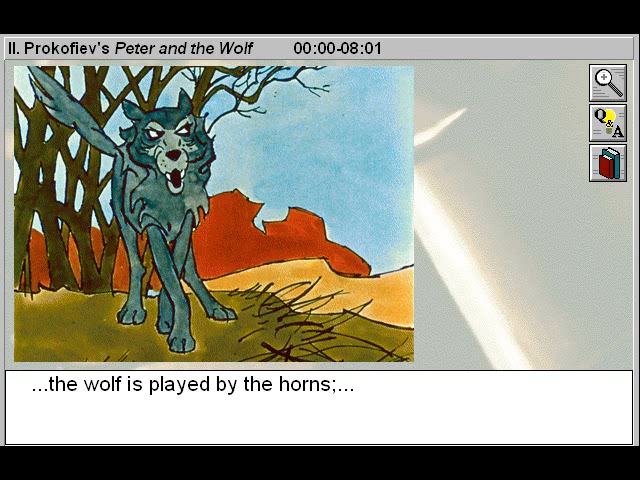 II. Prokofiev's Peter and the Wolf 00:00-08:01
Q&A
...the wolf is played by the horns;...